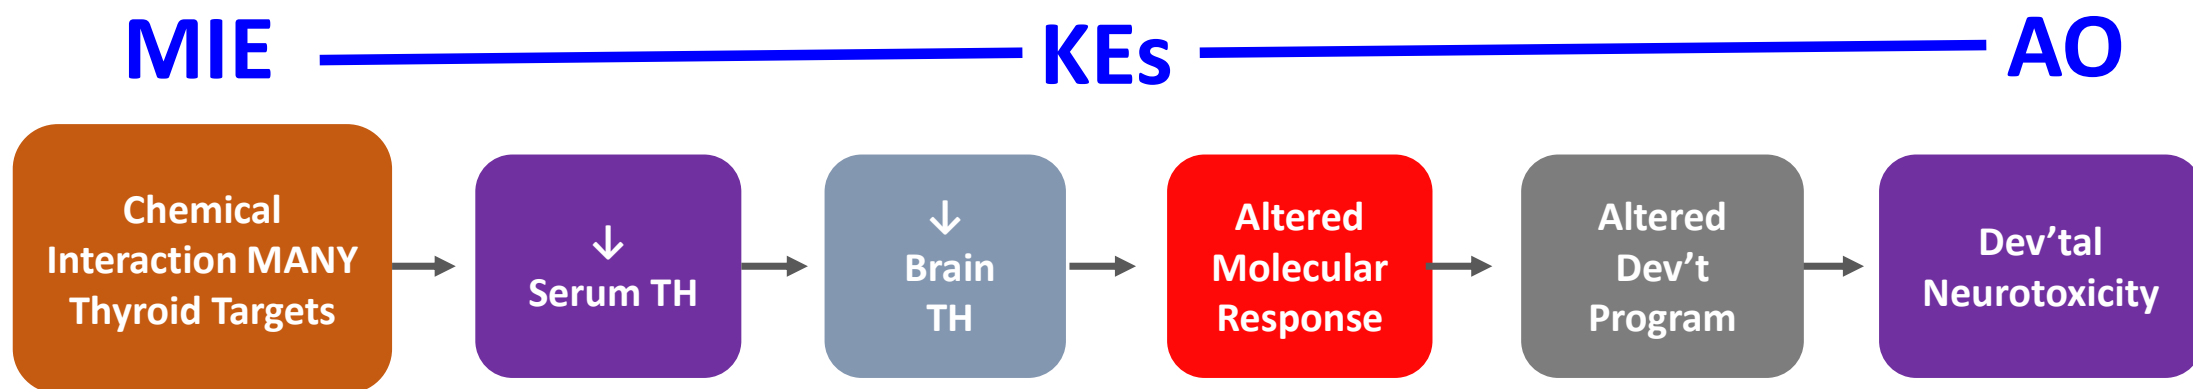 MIE
KEs
AO
Chemical
Interaction MANY
Thyroid Targets
↓
Serum TH
↓
Brain
TH
Altered
Molecular
Response
Altered
Dev’t
Program
Dev’tal
Neurotoxicity